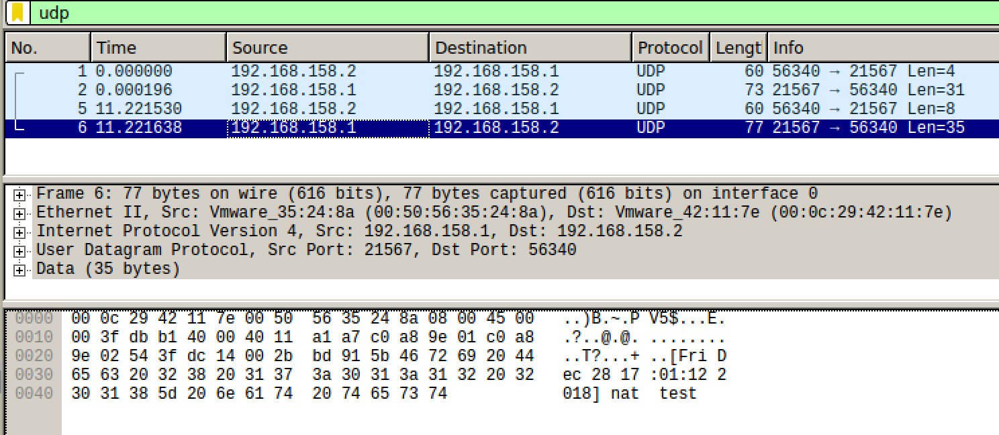 udp
No. Time Source Destination Protocol Lengt Info
1 0.000000 192.168.158.2 192.168.158.1 UDP 60 56340 → 21567 Len=4
2 0.000196 192.168.158.1 192.168.158.2 UDP 73 21567 → 56340 Len=31
5 11.221530 192.168.158.2 192.168.158.1 UDP 60 56340 → 21567 Len=8
6 11.221638 192.168.158.1 192.168.158.2 UDP 77 21567 → 56340 Len=35
Frame 6: 77 bytes on wire (616 bits), 77 bytes captured (616 bits) on interface 0
Ethernet II, Src: Vmware_35:24:8a (00:50:56:35:24:8a), Dst: Vmware_42:11:7e (00:0c:29:42:11:7e)
Internet Protocol Version 4, Src: 192.168.158.1, Dst: 192.168.158.2
User Datagram Protocol, Src Port: 21567, Dst Port: 56340
Data (35 bytes)
0000 00 0c 29 42 11 7e 00 50 56 35 24 8a 08 00 45 00 ..)B.~.P V5$...E.
0010 00 3f db b1 40 00 40 11 a1 a7 c0 a8 9e 01 c0 a8 .?..@.@. ........
0020 9e 02 54 3f dc 14 00 2b bd 91 5b 46 72 69 20 44 ..T?...+ ..[Fri D
0030 65 63 20 32 38 20 31 37 3a 30 31 3a 31 32 20 32 ec 28 17 :01:12 2
0040 30 31 38 5d 20 6e 61 74 20 74 65 73 74 018] nat test